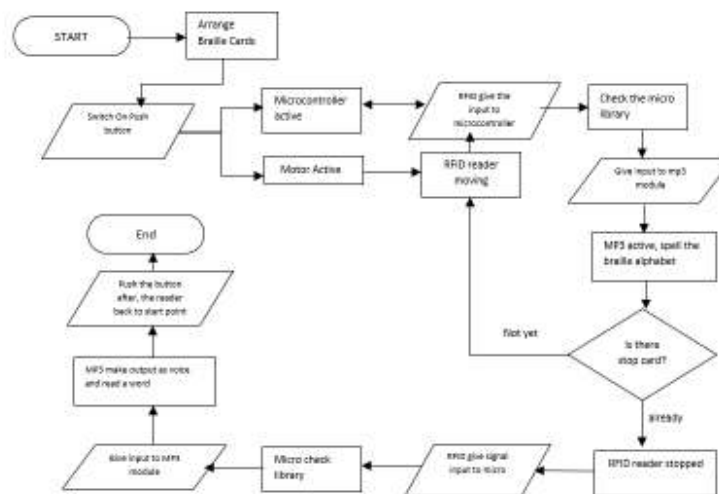 START
Arrange
Braille Cards
Switch On Push
button
Microcontroller
active
RFID give the
input to
microcontroller
Check the micro
library
Motor Active
RFID reader
moving
Give input to mp3
module
MP3 active, spell the
braille alphabet
Is there
stop card?
Not yet
already
RFID reader stopped
RFID give signal
input to micro
Micro check
library
Give input to MP3
module
MP3 make output as voice
and read a word
Push the button
after, the reader
back to start point
End